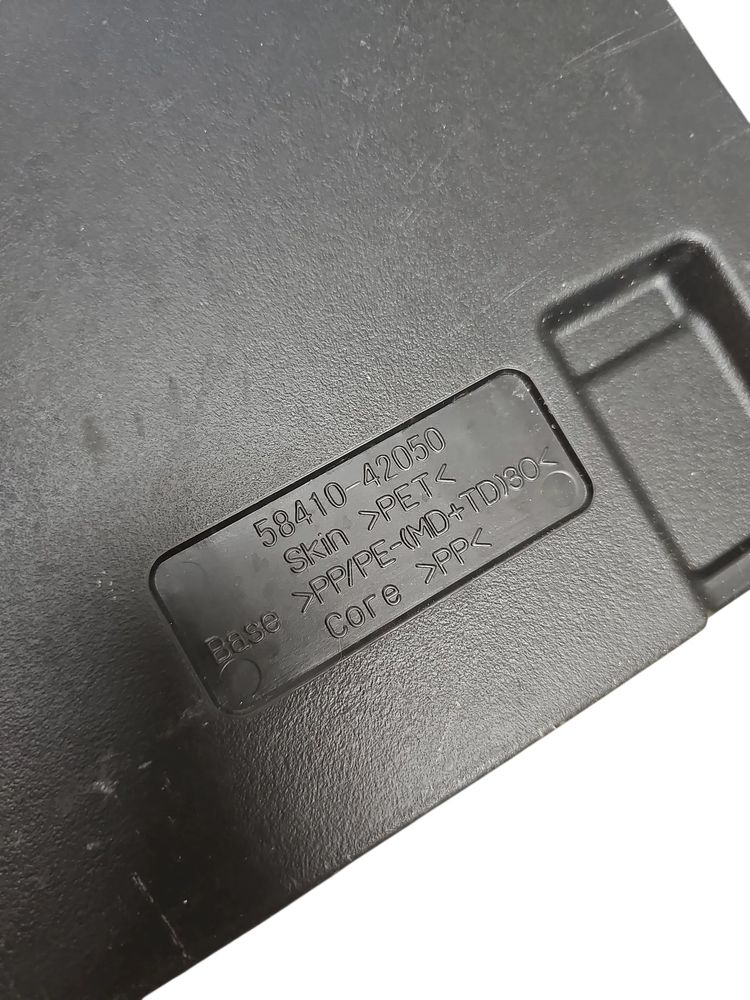 58410-42050
Skin >PET<
Base >PP/PE-(MD+TD)30<
Core >PP<